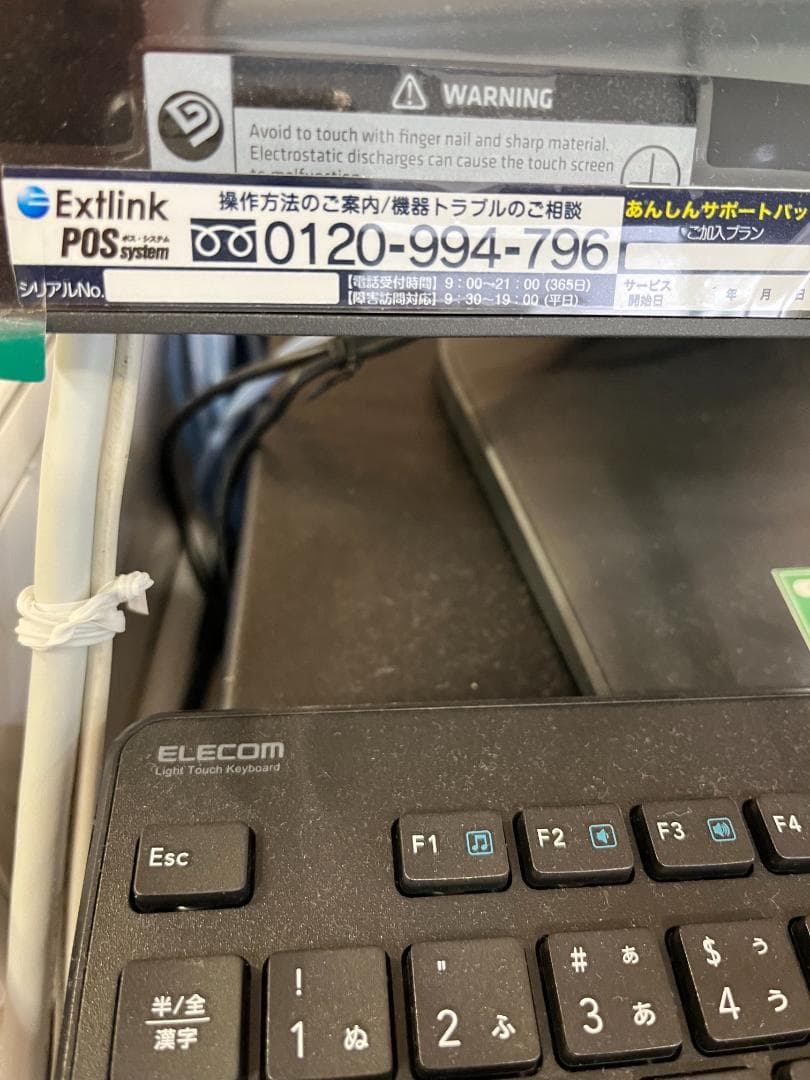 WARNING
Avoid to touch with finger nail and sharp material.
Electrostatic discharges can cause the touch screen
Extlink
POS ポス・システム system
操作方法のご案内/機器トラブルのご相談
0120-994-796
シリアルNo.
【電話受付時間】9:00~21:00 (365日)
【障害訪問対応】9:30~19:00 (平日)
あんしんサポートパッ
ご加入プラン
サービス
開始日
年 月 日
ELECOM
Light Touch Keyboard
Esc F1 F2 F3 F4
半/全
漢字
! 1 ぬ
" 2 ふ
# ぁ 3 あ
$ ぅ 4 う